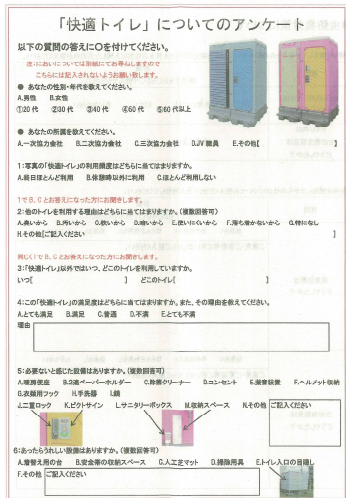 「快適トイレ」についてのアンケート
以下の質問の答えに〇を付けてください。
注:においについては別紙にてお尋ねしますので
こちらには記入されないようお願い致します。
● あなたの性別・年代を教えてください。
A.男性 B.女性
①20代 ②30代 ③40代 ④60代 ⑤60代以上
● あなたの所属を教えてください。
A.一次協力会社 B.二次協力会社 C.三次協力会社 D.JV職員 E.その他[ ]
1:写真の「快適トイレ」の利用頻度はどちらに当てはまりますか。
A.毎日ほとんど利用 B.休憩時以外に利用 C.ほとんど利用しない
1でB、Cとお答えになった方にお聞きします。
2:他のトイレを利用する理由はどちらに当てはまりますか。(複数回答可)
A.臭いから B.汚いから C.狭いから D.暗いから E.使いにくいから F.落ち着かないから G.特になし
H.その他[ご記入ください ]
同じく1でB、Cとお答えになった方にお聞きします。
3:「快適トイレ」以外ではいつ、どこのトイレを利用していますか。
いつ[ ] どこのトイレ[ ]
4:この「快適トイレ」の満足度はどちらに当てはまりますか。また、その理由を教えてください。
A.とても満足 B.満足 C.普通 D.不満 E.とても不満
理由
5:必要ないと感じた設備はありますか。(複数回答可)
A.暖房便座 B.2連ペーパーホルダー C.除菌クリーナー D.コンセント E.擬音装置 F.ヘルメット収納
G.衣類用フック H.手洗器 I.鏡
J.二重ロック K.ピクトサイン L.サニタリーボックス M.収納スペース N.その他 ご記入ください
6:あったらうれしい設備はありますか。(複数回答可)
A.着替え用の台 B.安全帯の収納スペース C.人工芝マット D.掃除用具 E.トイレ入口の目隠し
F.その他 ご記入ください